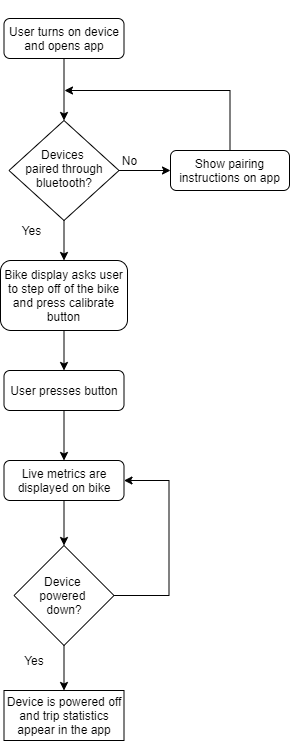 User turns on device
and opens app
Devices
paired through
bluetooth?
No
Show pairing
instructions on app
Yes
Bike display asks user
to step off of the bike
and press calibrate
button
User presses button
Live metrics are
displayed on bike
Device
powered
down?
Yes
Device is powered off
and trip statistics
appear in the app